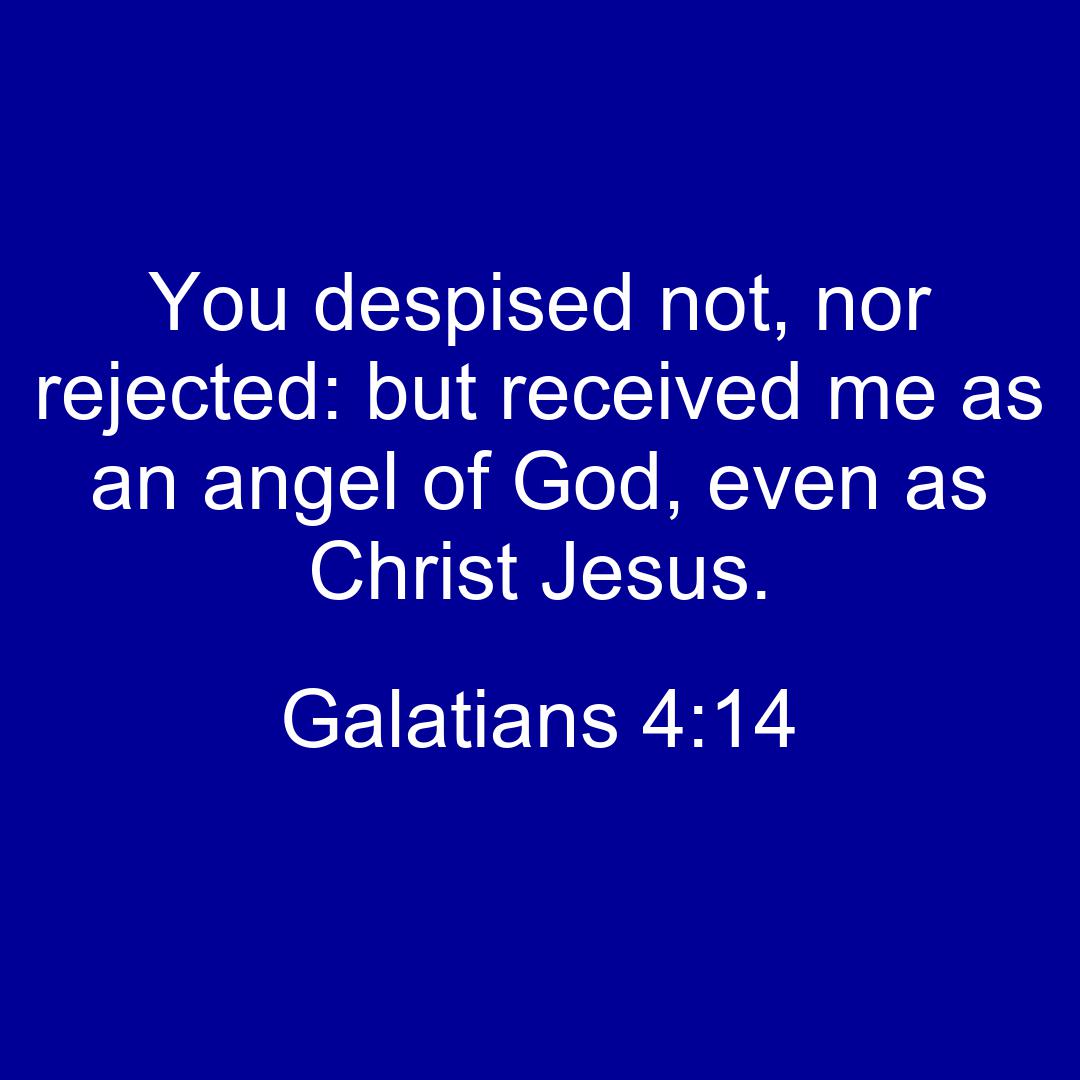 You despised not, nor
rejected: but received me as
an angel of God, even as
Christ Jesus.
Galatians 4:14